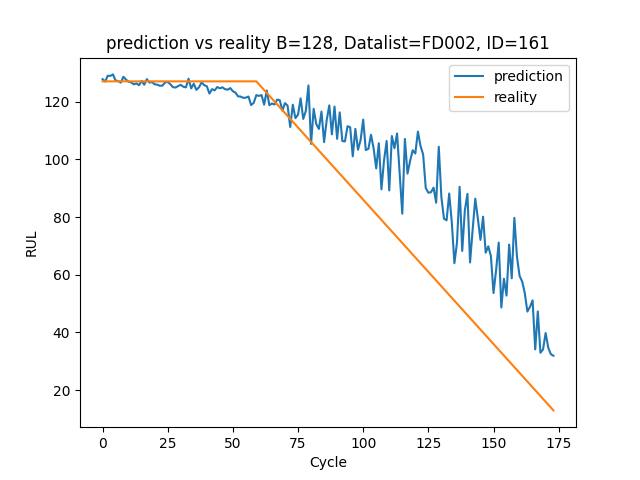 prediction vs reality B=128, Datalist=FD002, ID=161
prediction
reality
120
100
80
60
40
20
RUL
0 25 50 75 100 125 150 175
Cycle